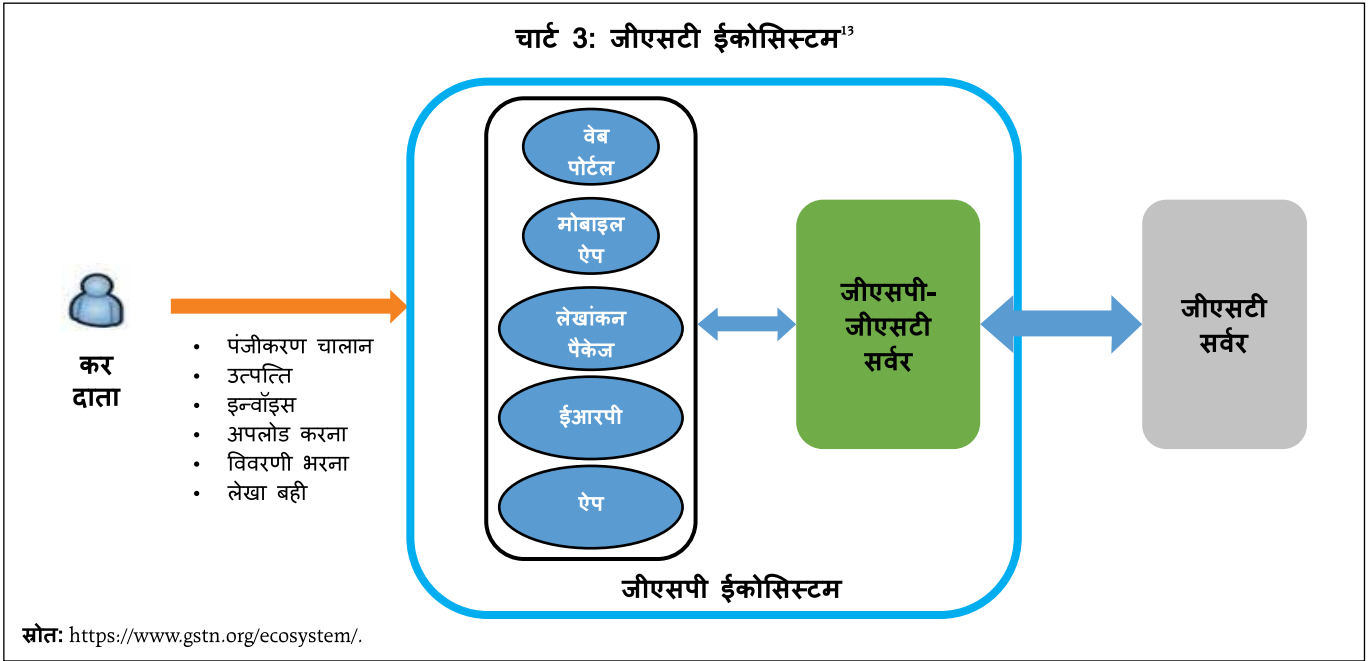 चार्ट 3: जीएसटी ईकोसिस्टम¹³
कर
दाता
• पंजीकरण चालान
• उत्पत्ति
• इन्वॉइस
• अपलोड करना
• विवरणी भरना
• लेखा बही
वेब
पोर्टल
मोबाइल
ऐप
लेखांकन
पैकेज
ईआरपी
ऐप
जीएसपी-
जीएसटी
सर्वर
जीएसटी
सर्वर
जीएसपी ईकोसिस्टम
स्रोत: https://www.gstn.org/ecosystem/.